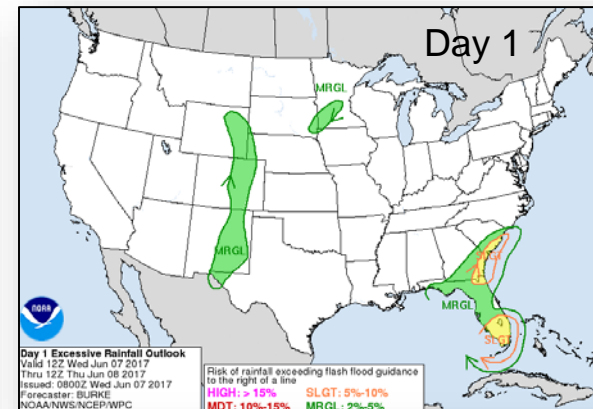 Day 1
MRGL
MRGL
SLGT
MRGL
SLGT
NOAA
Day 1 Excessive Rainfall Outlook
Valid 12Z Wed Jun 07 2017
Thru 12Z Thu Jun 08 2017
Issued: 0800Z Wed Jun 07 2017
Forecaster: BURKE
NOAA/NWS/NCEP/WPC
Risk of rainfall exceeding flash flood guidance
to the right of a line
HIGH: > 15% SLGT: 5%-10%
MDT: 10%-15% MRGL: 2%-5%